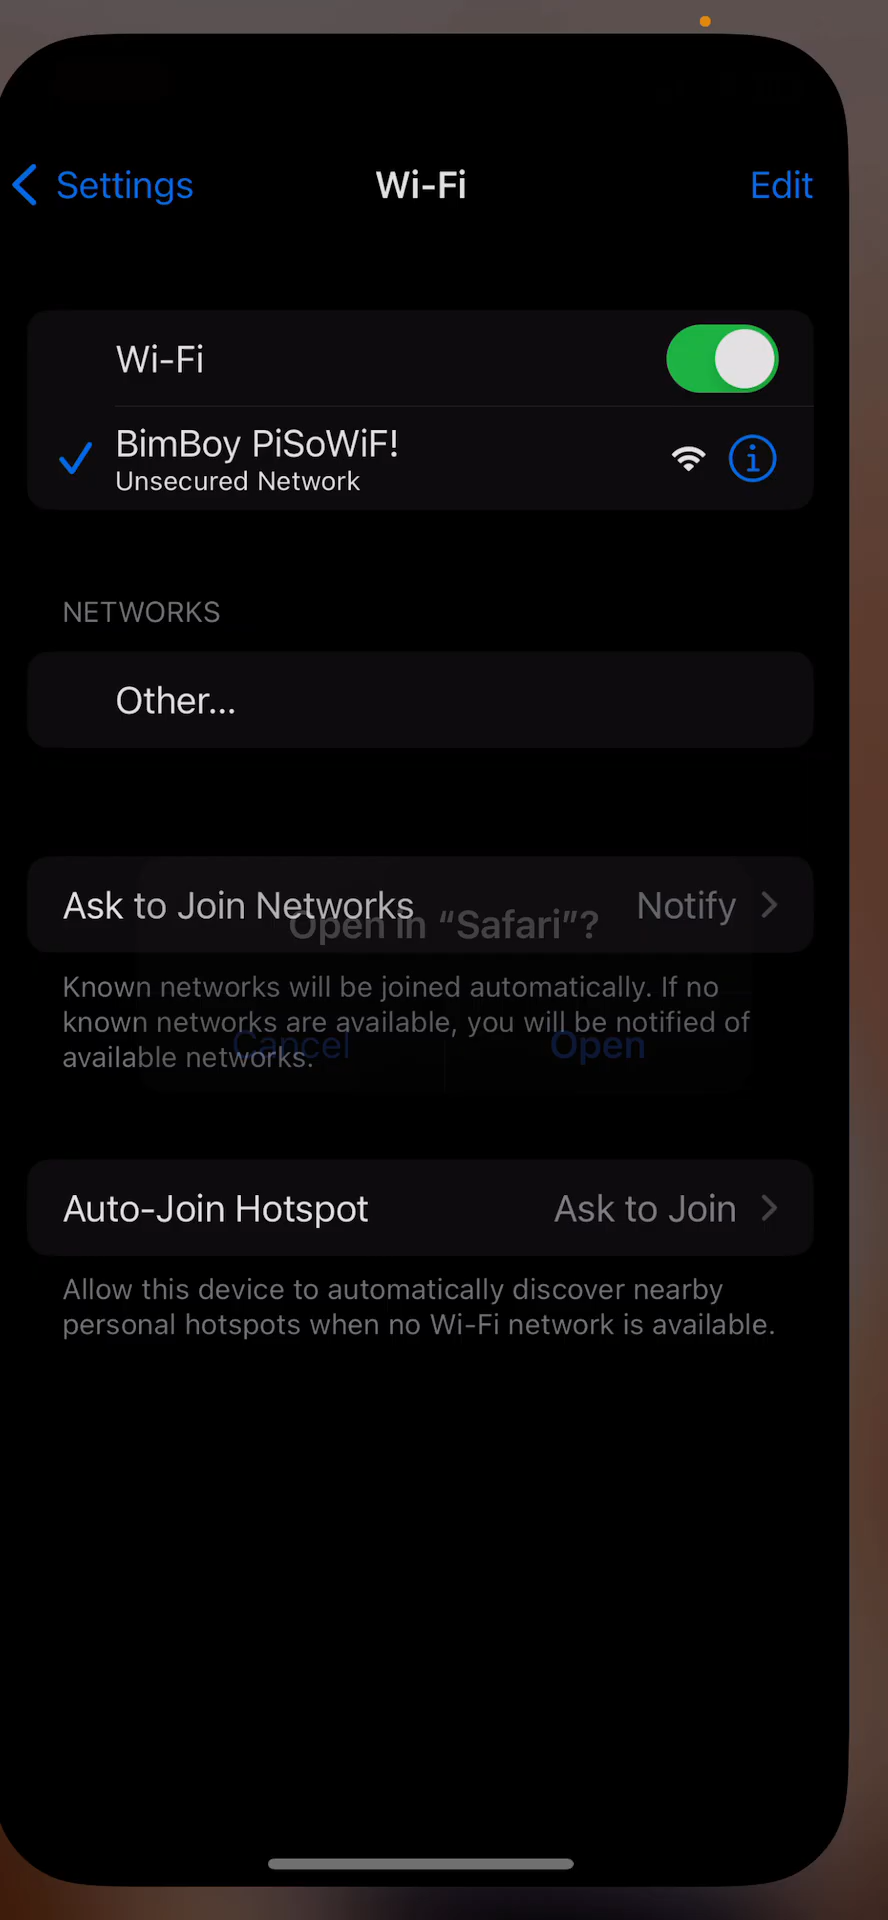 Settings
Wi-Fi
Edit
Wi-Fi
BimBoy PiSoWiF!
Unsecured Network
NETWORKS
Other...
Ask to Join Networks
Notify
Open in “Safari”?
Known networks will be joined automatically. If no
known networks are available, you will be notified of
available networks.
Cancel
Open
Auto-Join Hotspot
Ask to Join
Allow this device to automatically discover nearby
personal hotspots when no Wi-Fi network is available.